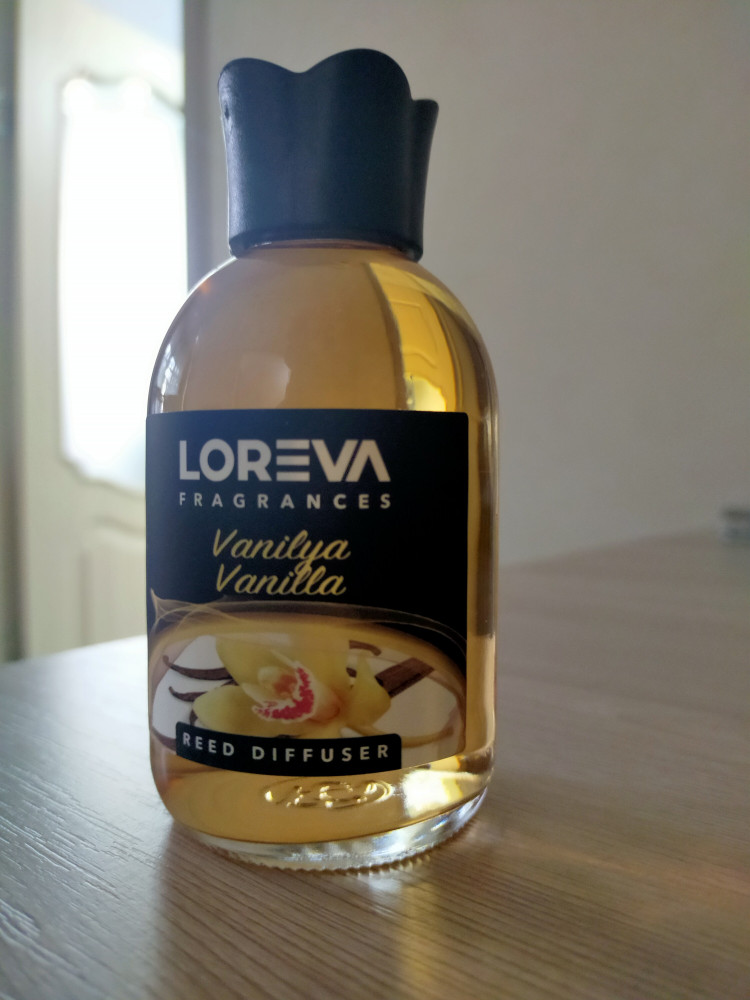 LOREVA
FRAGRANCES
Vanilya
Vanilla
REED DIFFUSER